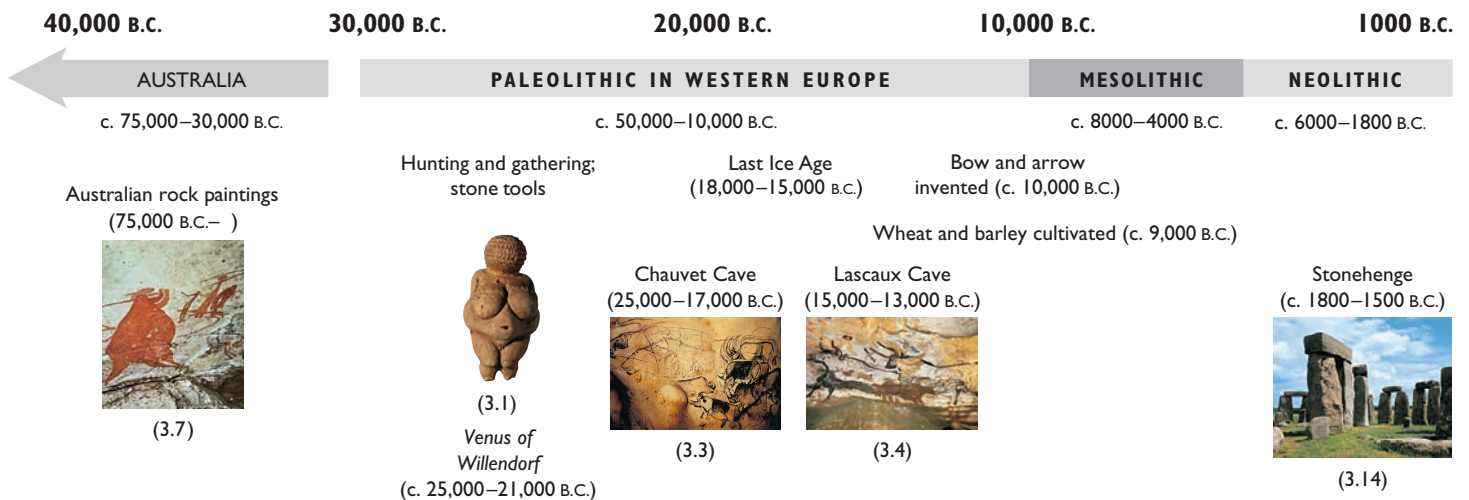 40,000 B.C. 30,000 B.C. 20,000 B.C. 10,000 B.C. 1000 B.C.
AUSTRALIA PALEOLITHIC IN WESTERN EUROPE MESOLITHIC NEOLITHIC
c. 75,000–30,000 B.C. c. 50,000–10,000 B.C. c. 8000–4000 B.C. c. 6000–1800 B.C.
Australian rock paintings
(75,000 B.C.– )
(3.7)
Hunting and gathering;
stone tools
(3.1)
Venus of
Willendorf
(c. 25,000–21,000 B.C.)
Last Ice Age
(18,000–15,000 B.C.)
Bow and arrow
invented (c. 10,000 B.C.)
Wheat and barley cultivated (c. 9,000 B.C.)
Chauvet Cave
(25,000–17,000 B.C.)
(3.3)
Lascaux Cave
(15,000–13,000 B.C.)
(3.4)
Stonehenge
(c. 1800–1500 B.C.)
(3.14)